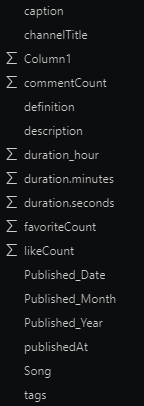 caption
channelTitle
∑ Column1
∑ commentCount
definition
description
∑ duration_hour
∑ duration.minutes
∑ duration.seconds
∑ favoriteCount
∑ likeCount
Published_Date
Published_Month
Published_Year
publishedAt
Song
tags